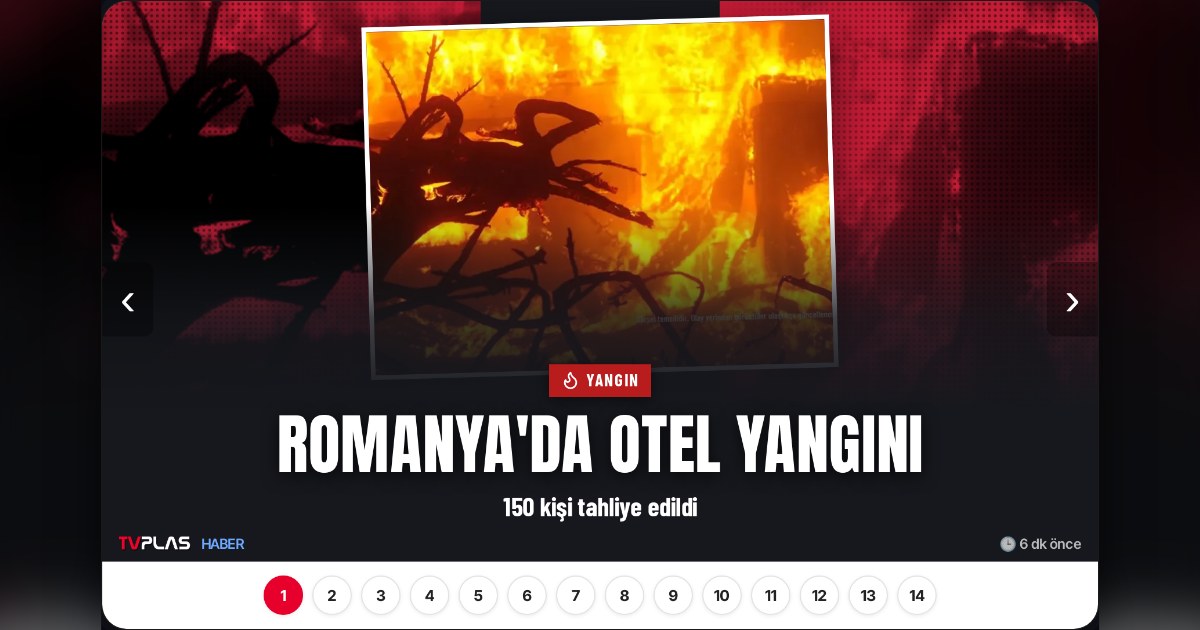 YANGIN
ROMANYA'DA OTEL YANGINI
150 kişi tahliye edildi
TVPLAS HABER
6 dk önce
1 2 3 4 5 6 7 8 9 10 11 12 13 14